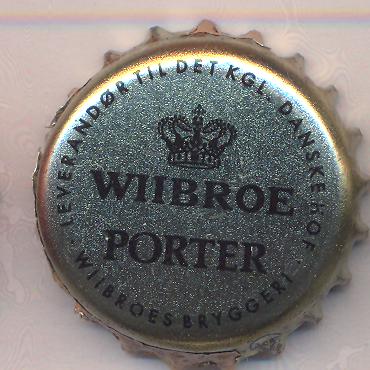 LEVERANDØR TIL DET KGL. DANSKE HOF
WIIBROE
PORTER
· WIIBROES BRYGGERI ·